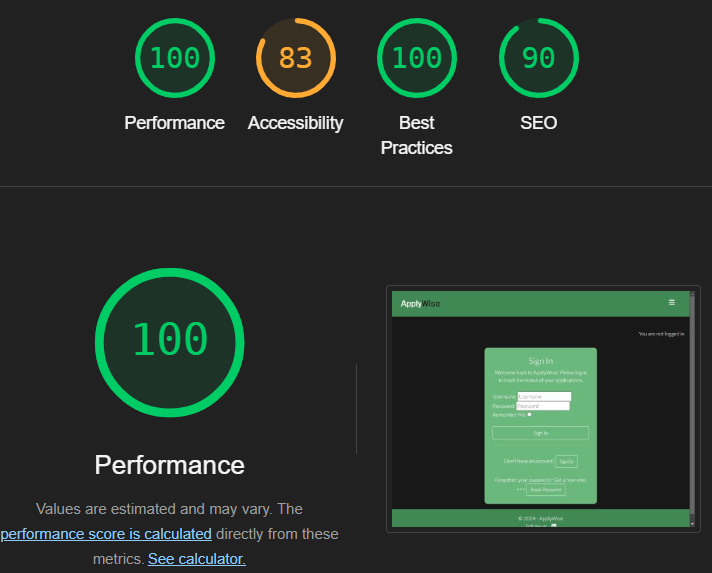 100 83 100 90
Performance Accessibility Best Practices SEO
100
Performance
Values are estimated and may vary. The
performance score is calculated directly from these
metrics. See calculator.
ApplyWise
You are not logged in
Sign In
Welcome back to ApplyWise! Please log in
to track the status of your applications.
Username: Username
Password: Password
Remember Me:
Sign In
Don't have an account? Sign Up
Forgotten your password? Get a new one!
Reset Password
© 2024 - ApplyWise